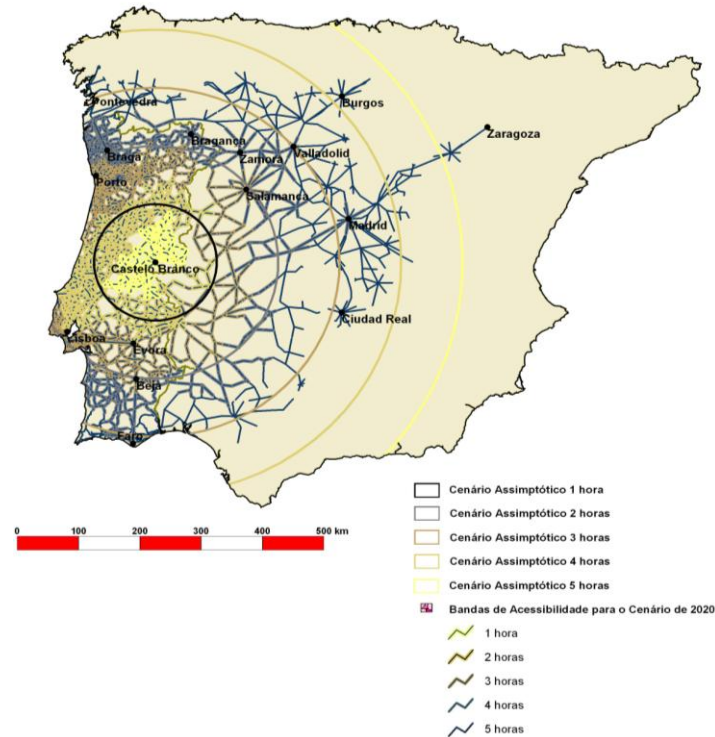 Pontevedra
Burgos
Zaragoza
Bragança
Braga
Zamora
Valladolid
Porto
Salamanca
Madrid
Castelo Branco
Ciudad Real
Lisboa
Évora
Beja
Faro
Cenário Assimptótico 1 hora
Cenário Assimptótico 2 horas
Cenário Assimptótico 3 horas
Cenário Assimptótico 4 horas
Cenário Assimptótico 5 horas
Bandas de Acessibilidade para o Cenário de 2020
1 hora
2 horas
3 horas
4 horas
5 horas
0 100 200 300 400 500 km